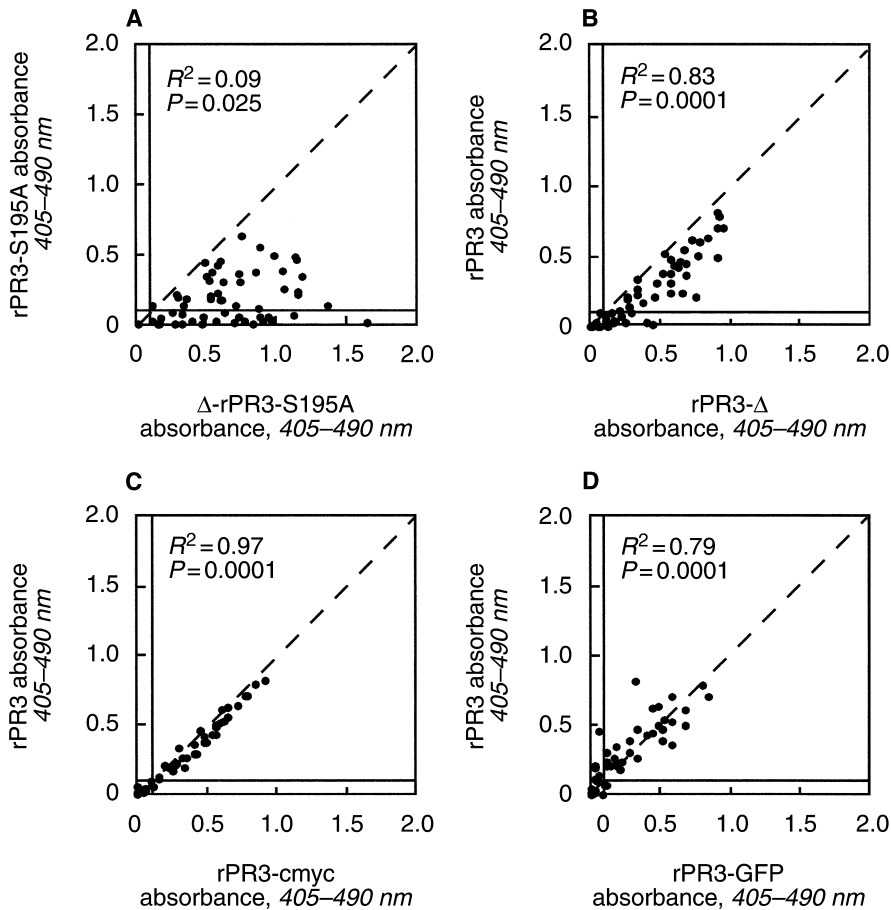 A
rPR3-S195A absorbance
405–490 nm
2.0
1.5
1.0
0.5
0
R²=0.09
P=0.025
0 0.5 1.0 1.5 2.0
Δ-rPR3-S195A
absorbance, 405–490 nm
B
rPR3 absorbance
405–490 nm
2.0
1.5
1.0
0.5
0
R²=0.83
P=0.0001
0 0.5 1.0 1.5 2.0
rPR3-Δ
absorbance, 405–490 nm
C
rPR3 absorbance
405–490 nm
2.0
1.5
1.0
0.5
0
R²=0.97
P=0.0001
0 0.5 1.0 1.5 2.0
rPR3-cmyc
absorbance, 405–490 nm
D
rPR3 absorbance
405–490 nm
2.0
1.5
1.0
0.5
0
R²=0.79
P=0.0001
0 0.5 1.0 1.5 2.0
rPR3-GFP
absorbance, 405–490 nm